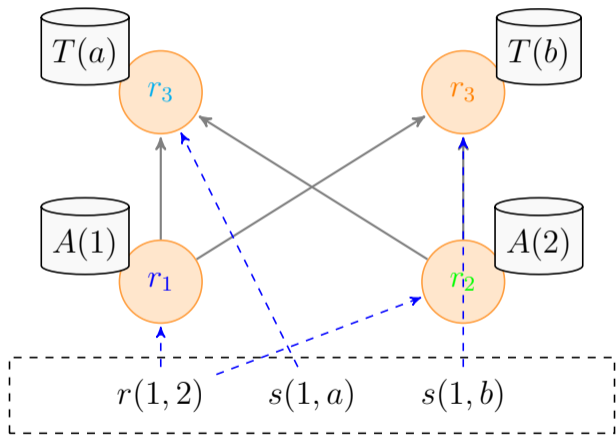 T(a) T(b)
r₃ r₃
A(1) A(2)
r₁ r₂
r(1, 2) s(1, a) s(1, b)